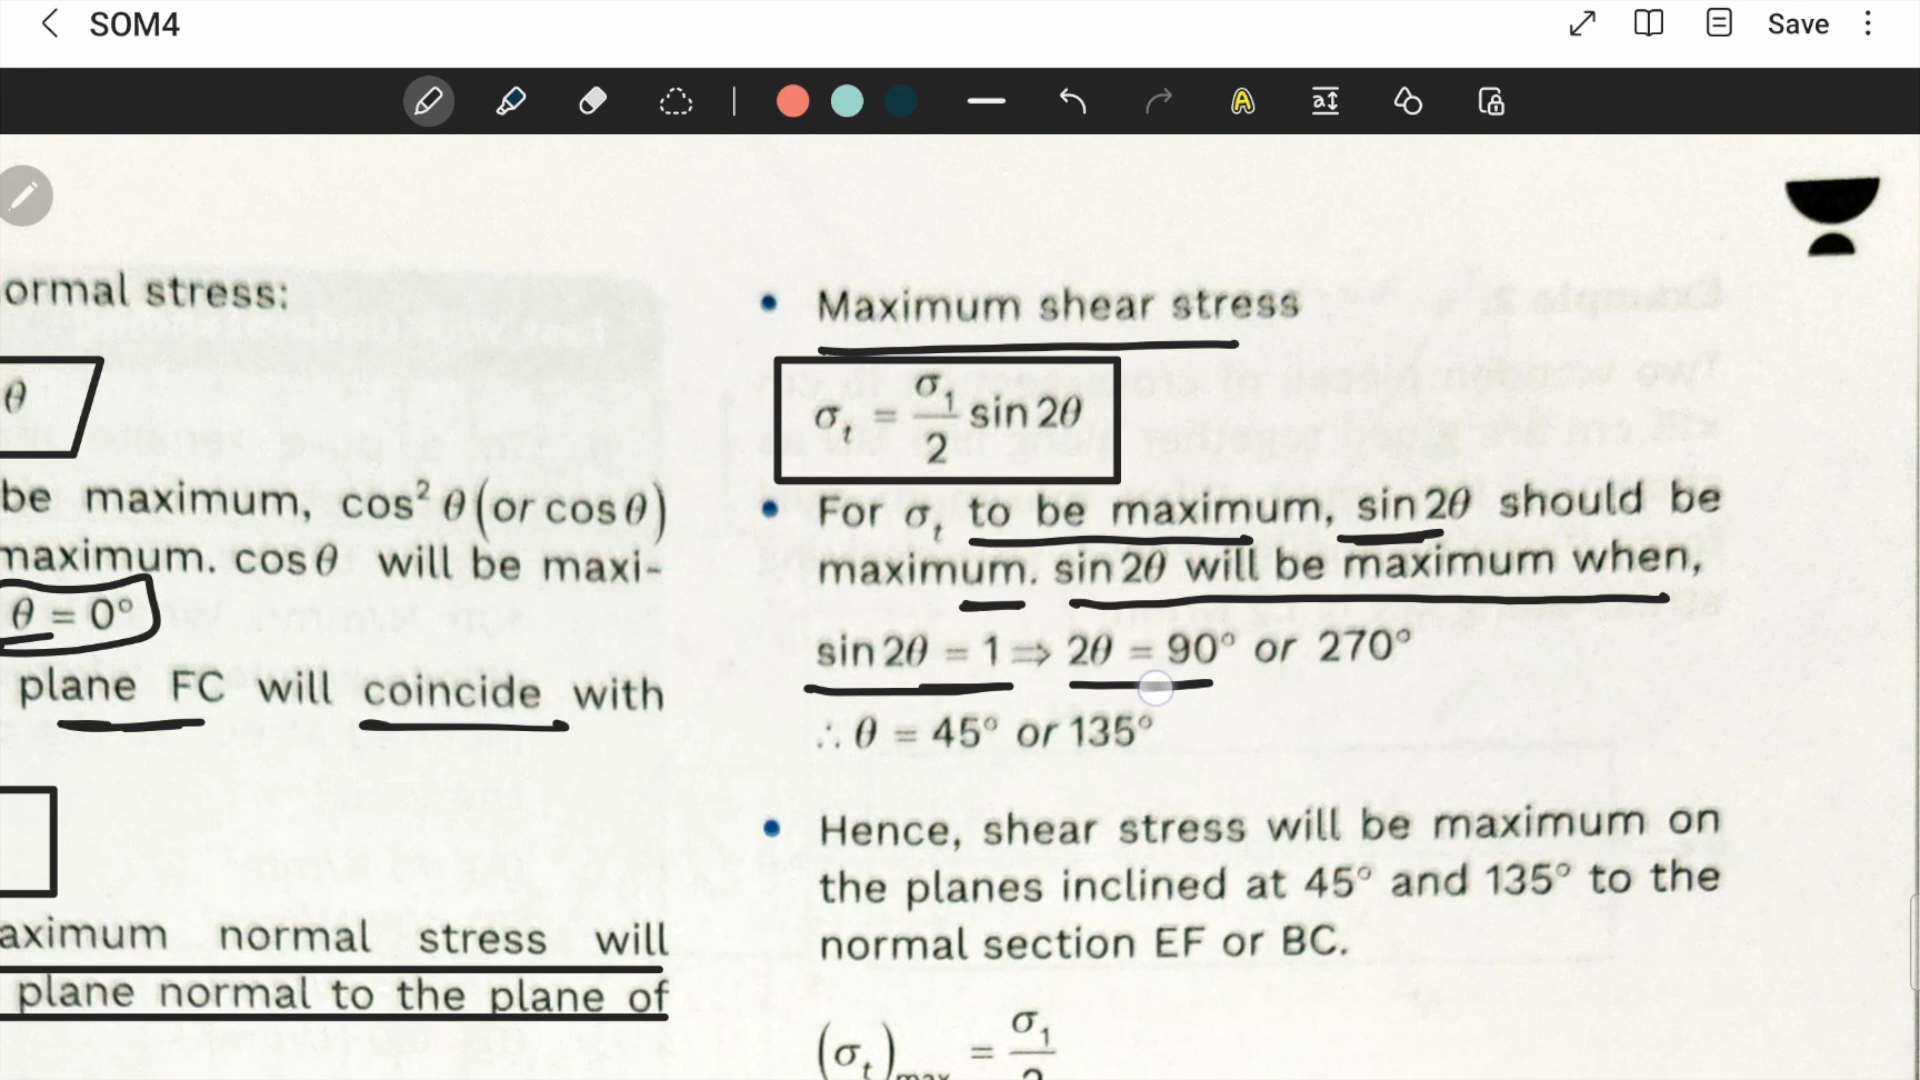 SOM4
Save
ormal stress:
θ
be maximum, cos² θ (or cos θ)
maximum. cos θ will be maxi-
θ = 0°
plane FC will coincide with
aximum normal stress will
plane normal to the plane of
• Maximum shear stress
σₜ = σ₁/2 sin 2θ
• For σₜ to be maximum, sin 2θ should be
maximum. sin 2θ will be maximum when,
sin 2θ = 1 ⇒ 2θ = 90° or 270°
∴ θ = 45° or 135°
• Hence, shear stress will be maximum on
the planes inclined at 45° and 135° to the
normal section EF or BC.
(σₜ)max = σ₁/2